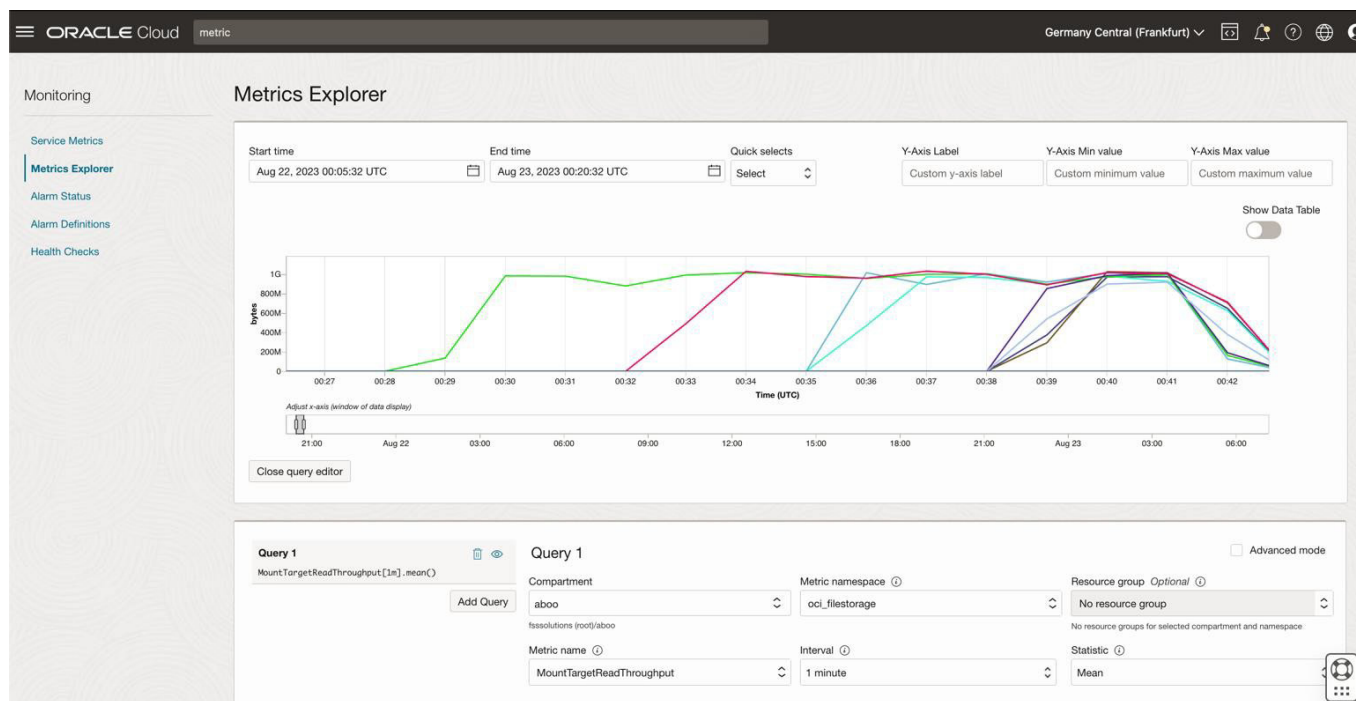 ORACLE Cloud
metric
Germany Central (Frankfurt)
Monitoring
Service Metrics
Metrics Explorer
Alarm Status
Alarm Definitions
Health Checks
Metrics Explorer
Start time
End time
Quick selects
Y-Axis Label
Y-Axis Min value
Y-Axis Max value
Aug 22, 2023 00:05:32 UTC
Aug 23, 2023 00:20:32 UTC
Select
Custom y-axis label
Custom minimum value
Custom maximum value
Show Data Table
bytes
1G
800M
600M
400M
200M
0
00:27 00:28 00:29 00:30 00:31 00:32 00:33 00:34 00:35 00:36 00:37 00:38 00:39 00:40 00:41 00:42
Time (UTC)
Adjust x-axis (window of data display)
21:00 Aug 22 03:00 06:00 09:00 12:00 15:00 18:00 21:00 Aug 23 03:00 06:00
Close query editor
Query 1
MountTargetReadThroughput[1m].mean()
Add Query
Query 1
Advanced mode
Compartment
Metric namespace
Resource group Optional
aboo
oci_filestorage
No resource group
fsssolutions (root)/aboo
No resource groups for selected compartment and namespace
Metric name
Interval
Statistic
MountTargetReadThroughput
1 minute
Mean